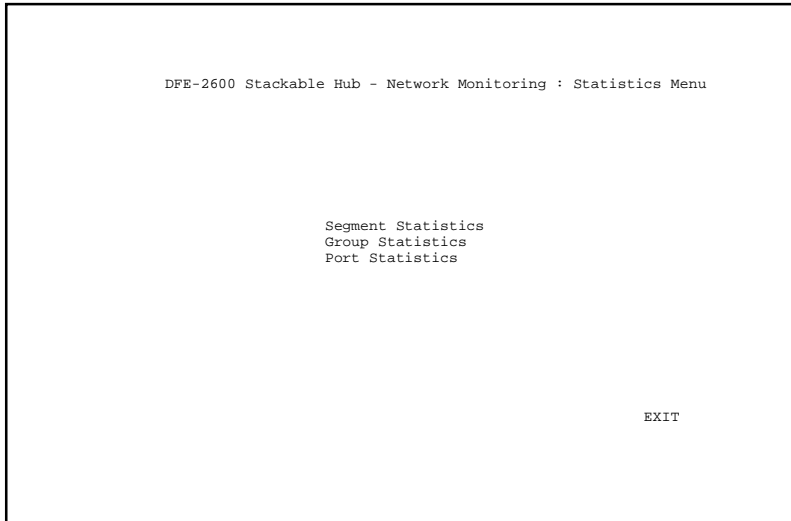 DFE-2600 Stackable Hub - Network Monitoring : Statistics Menu
Segment Statistics
Group Statistics
Port Statistics
EXIT